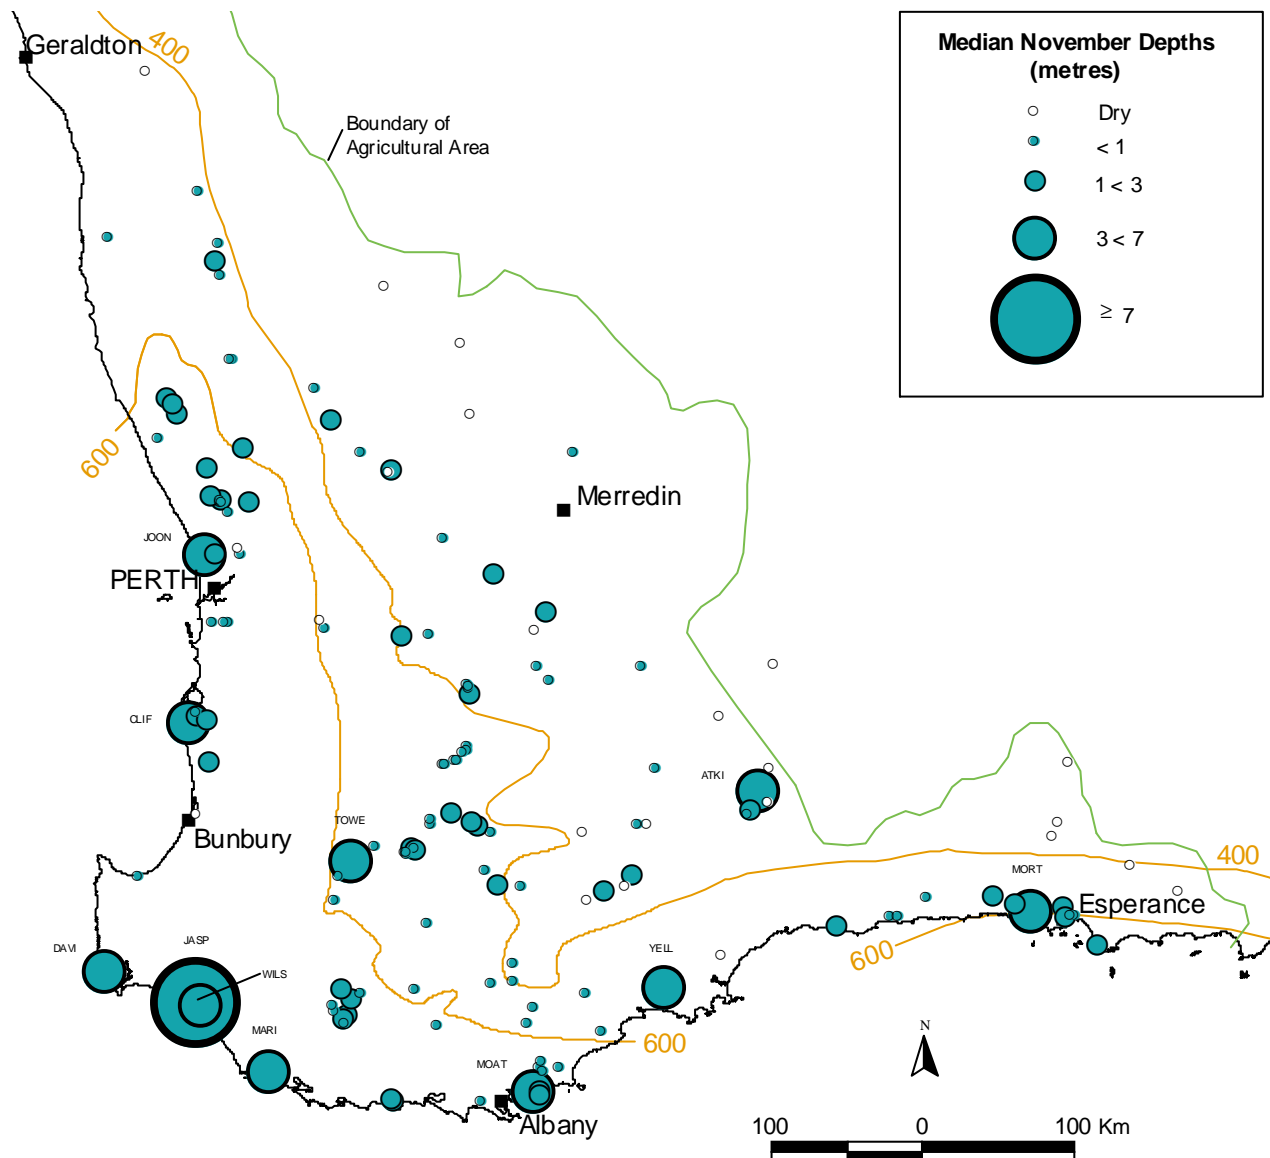 Geraldton
400
Median November Depths
(metres)
Dry
< 1
1 < 3
3 < 7
≥ 7
Boundary of
Agricultural Area
600
Merredin
JOON
PERTH
CLIF
Bunbury
TOWE
ATKI
400
MORT
Esperance
600
DAVI
JASP
WILS
YELL
MARI
600
MOAT
Albany
N
100
0
100 Km